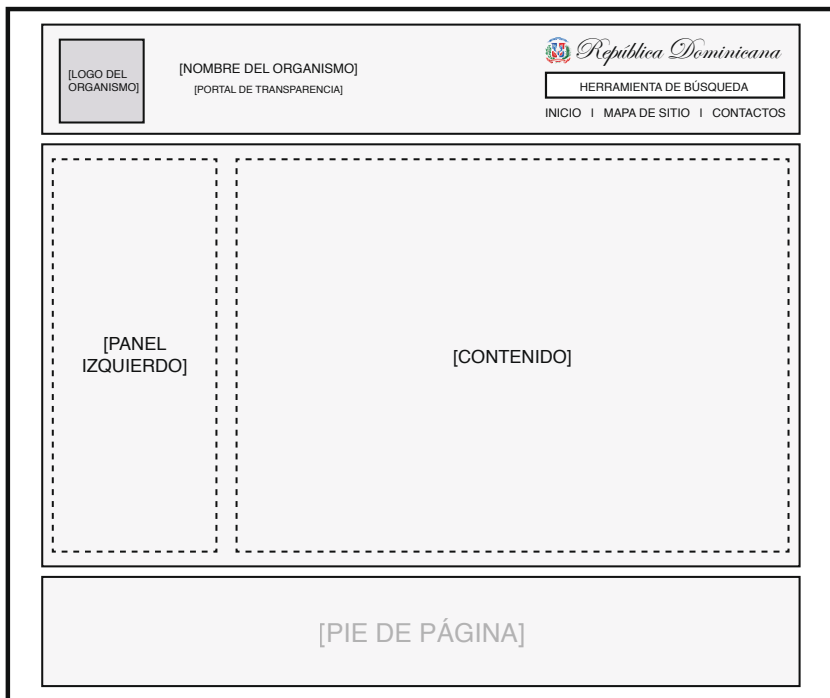 [LOGO DEL
ORGANISMO]
[NOMBRE DEL ORGANISMO]
[PORTAL DE TRANSPARENCIA]
República Dominicana
HERRAMIENTA DE BÚSQUEDA
INICIO I MAPA DE SITIO I CONTACTOS
[PANEL
IZQUIERDO]
[CONTENIDO]
[PIE DE PÁGINA]